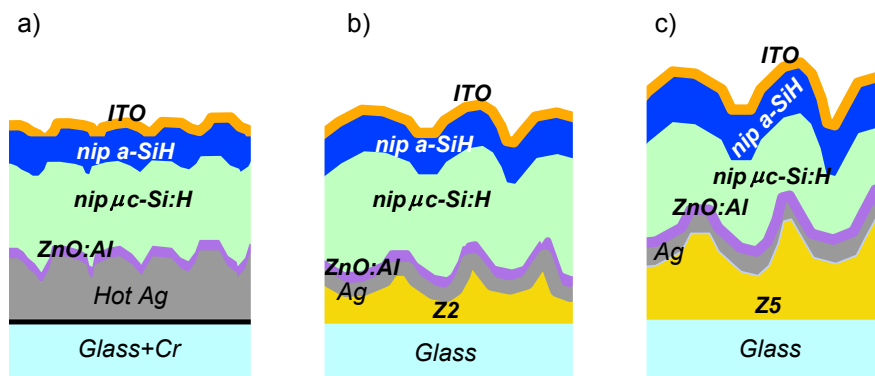 a)
ITO
nip a-SiH
nip μc-Si:H
ZnO:Al
Hot Ag
Glass+Cr
b)
ITO
nip a-SiH
nip μc-Si:H
ZnO:Al
Ag
Z2
Glass
c)
ITO
nip a-SiH
nip μc-Si:H
ZnO:Al
Ag
Z5
Glass